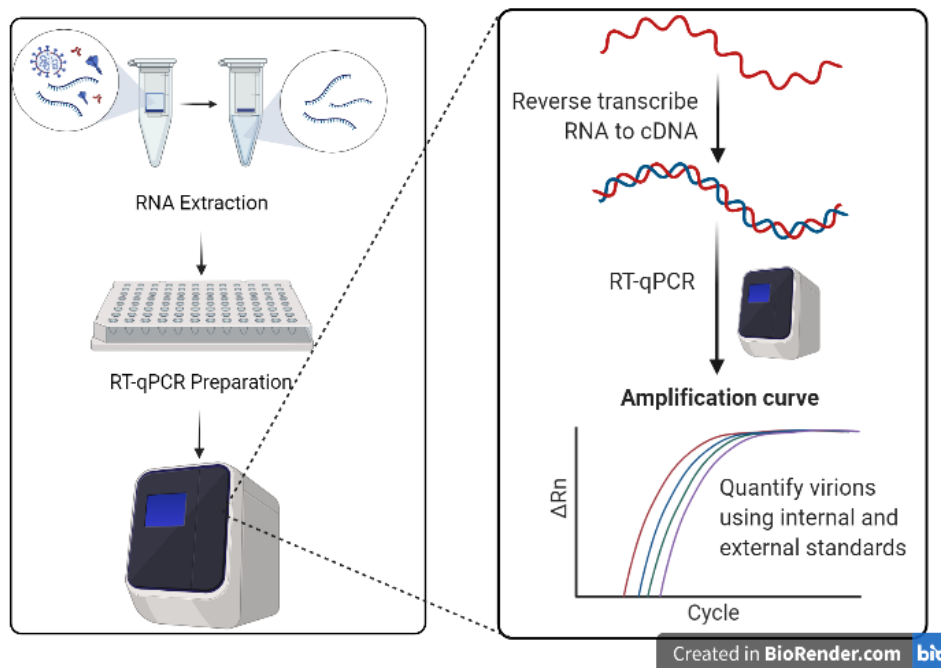 RNA Extraction
RT-qPCR Preparation
Reverse transcribe
RNA to cDNA
RT-qPCR
Amplification curve
ΔRn
Quantify virions
using internal and
external standards
Cycle
Created in BioRender.com